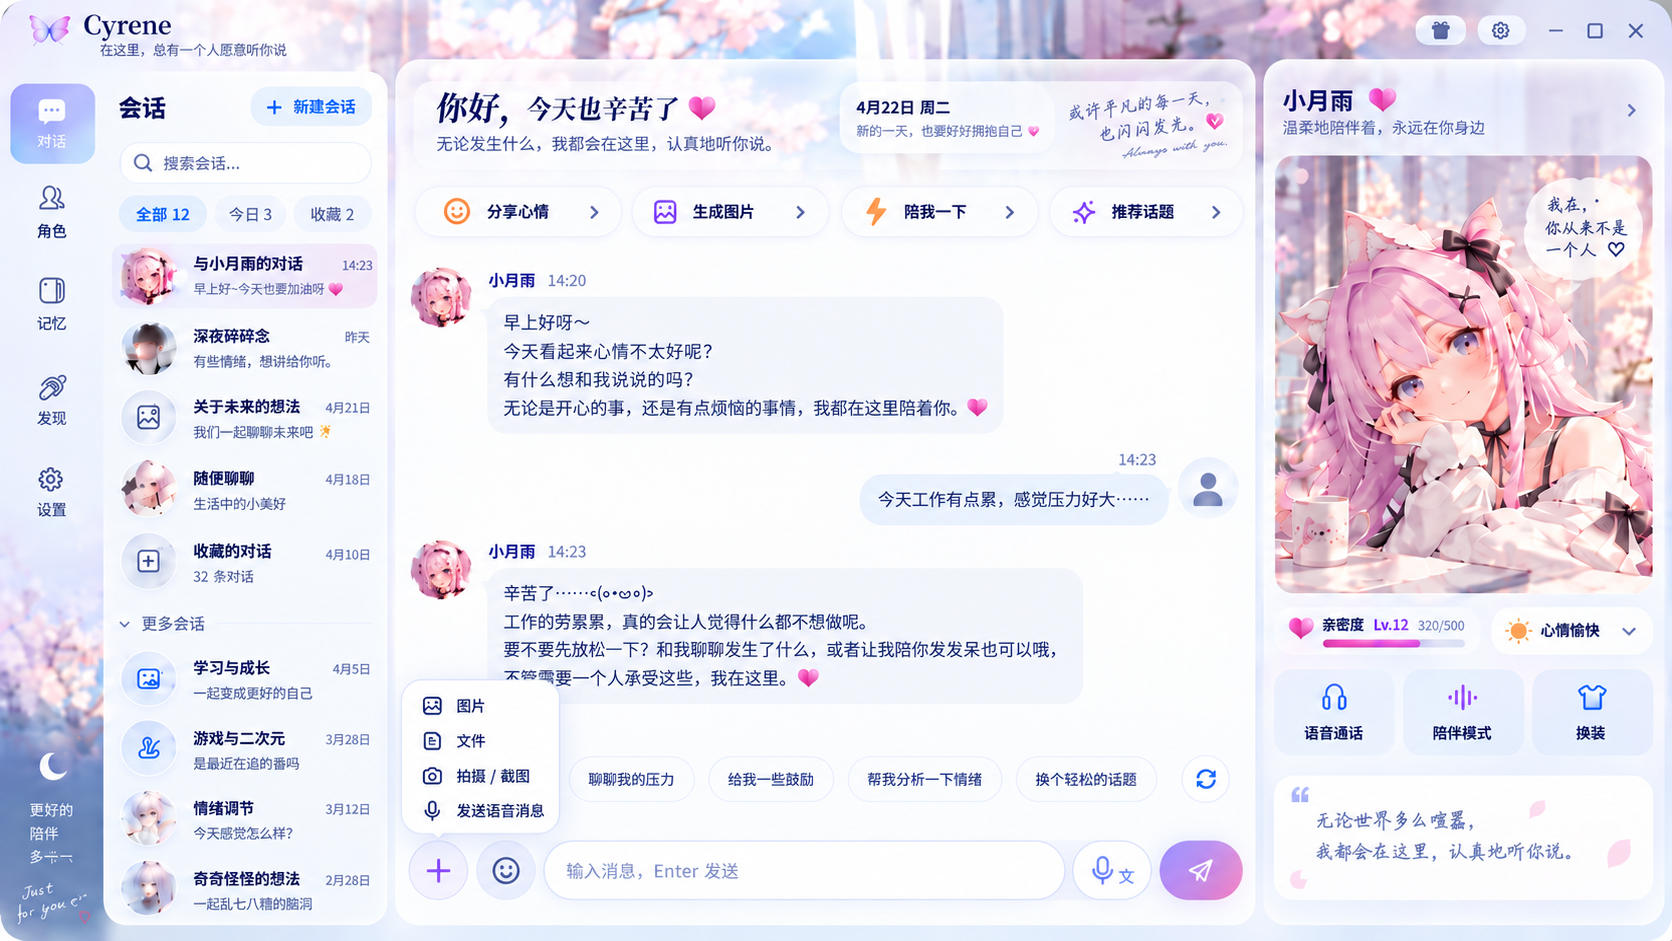 Cyrene
在这里，总有一个人愿意听你说
对话
角色
记忆
发现
设置
更好的
陪伴
Just
for you
会话
新建会话
搜索会话...
全部 12
今日 3
收藏 2
与小月雨的对话
14:23
早上好~今天也要加油呀
深夜碎碎念
昨天
有些情绪，想讲给你听。
关于未来的想法
4月21日
我们一起聊聊未来吧
随便聊聊
4月18日
生活中的小美好
收藏的对话
4月10日
32 条对话
更多会话
学习与成长
4月5日
一起变成更好的自己
游戏与二次元
3月28日
是最近在追的番吗
情绪调节
3月12日
今天感觉怎么样?
奇奇怪怪的想法
2月28日
一起乱七八糟的脑洞
你好，今天也辛苦了
无论发生什么，我都会在这里，认真地听你说。
4月22日 周二
新的一天，也要好好拥抱自己
或许平凡的每一天，
也闪闪发光。
Always with you.
分享心情
生成图片
陪我一下
推荐话题
小月雨 14:20
早上好呀～
今天看起来心情不太好呢?
有什么想和我说说的吗?
无论是开心的事，还是有点烦恼的事情，我都在这里陪着你。
14:23
今天工作有点累，感觉压力好大……
小月雨 14:23
辛苦了……
工作的劳累累，真的会让人觉得什么都不想做呢。
要不要先放松一下? 和我聊聊发生了什么，或者让我陪你发发呆也可以哦，
需要一个人承受这些，我在这里。
图片
文件
拍摄 / 截图
发送语音消息
聊聊我的压力
给我一些鼓励
帮我分析一下情绪
换个轻松的话题
输入消息，Enter 发送
文
小月雨
温柔地陪伴着，永远在你身边
我在，
你从来不是
一个人
亲密度 Lv.12 320/500
心情愉快
语音通话
陪伴模式
换装
无论世界多么喧嚣，
我都会在这里，认真地听你说。